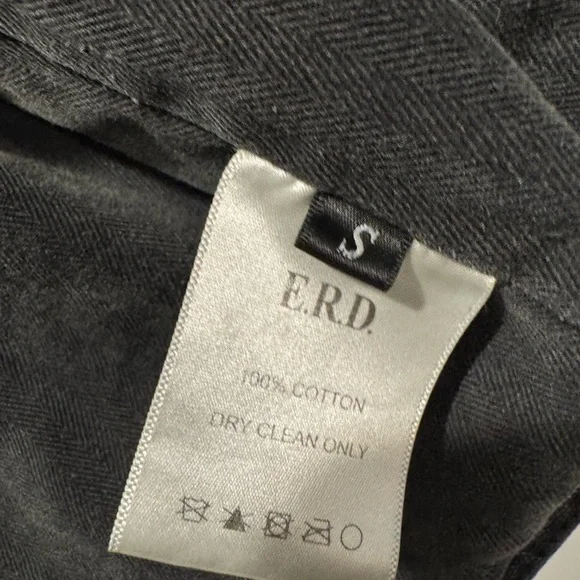 S
E.R.D.
100% COTTON
DRY CLEAN ONLY